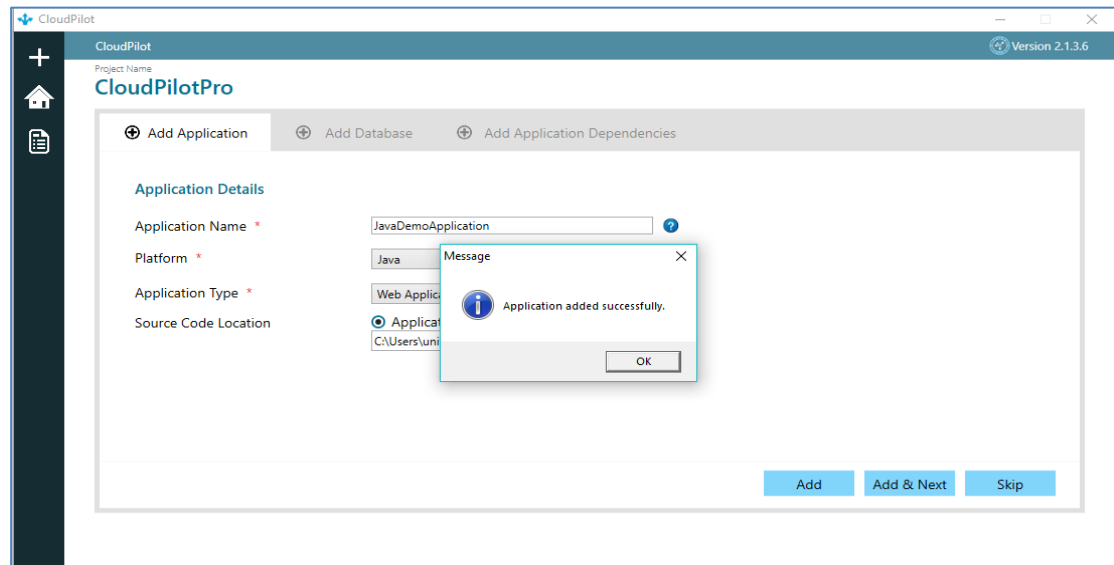 CloudPilot
CloudPilot
Version 2.1.3.6
Project Name
CloudPilotPro
Add Application
Add Database
Add Application Dependencies
Application Details
Application Name *
JavaDemoApplication
?
Platform *
Java
Message
Application Type *
Web Applica
i
Application added successfully.
Source Code Location
Applicat
C:\Users\uni
OK
Add
Add & Next
Skip